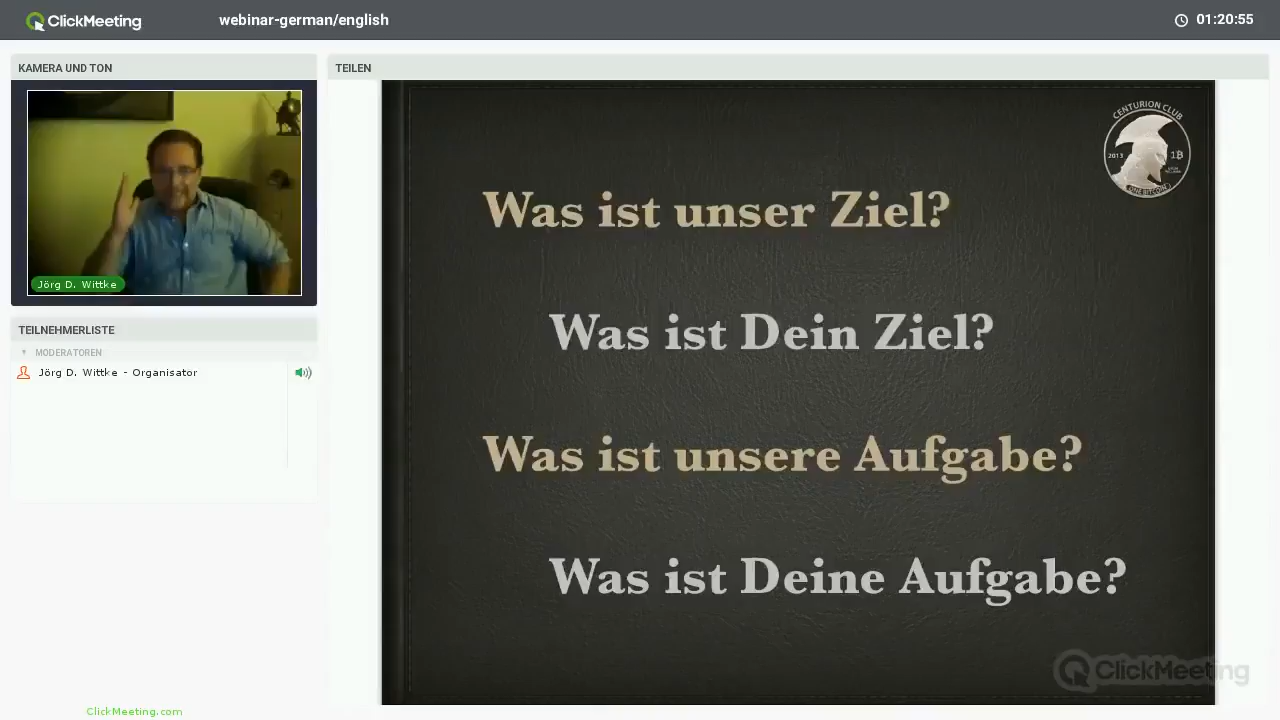 ClickMeeting
webinar-german/english
01:20:55
KAMERA UND TON
Jörg D. Wittke
TEILNEHMERLISTE
MODERATOREN
Jörg D. Wittke - Organisator
ClickMeeting.com
TEILEN
CENTURION CLUB
2013
ONEBITCOIN
Was ist unser Ziel?
Was ist Dein Ziel?
Was ist unsere Aufgabe?
Was ist Deine Aufgabe?
ClickMeeting